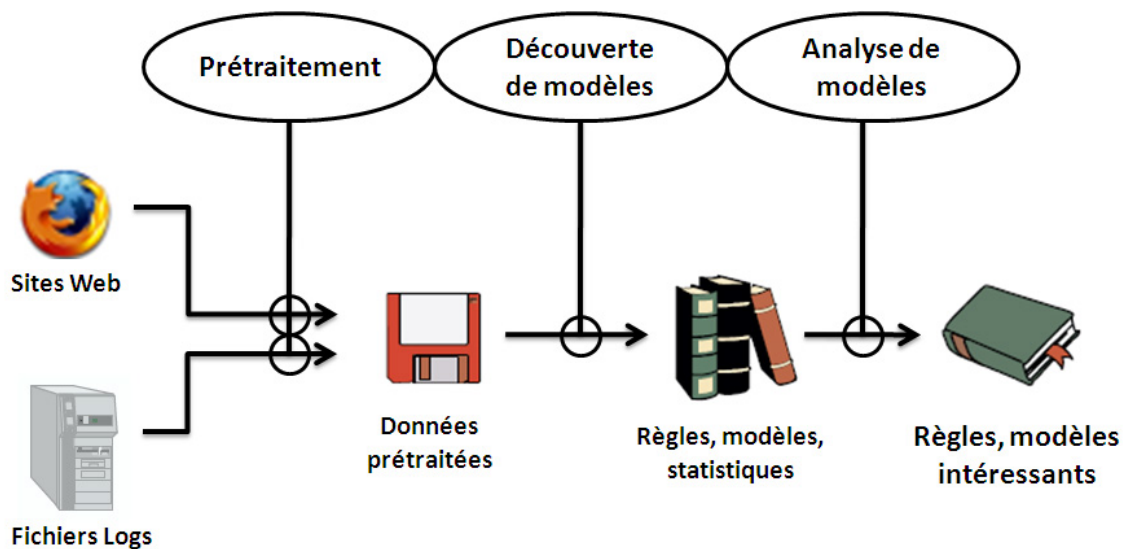 Prétraitement
Découverte
de modèles
Analyse de
modèles
Sites Web
Fichiers Logs
Données
prétraitées
Règles, modèles,
statistiques
Règles, modèles
intéressants